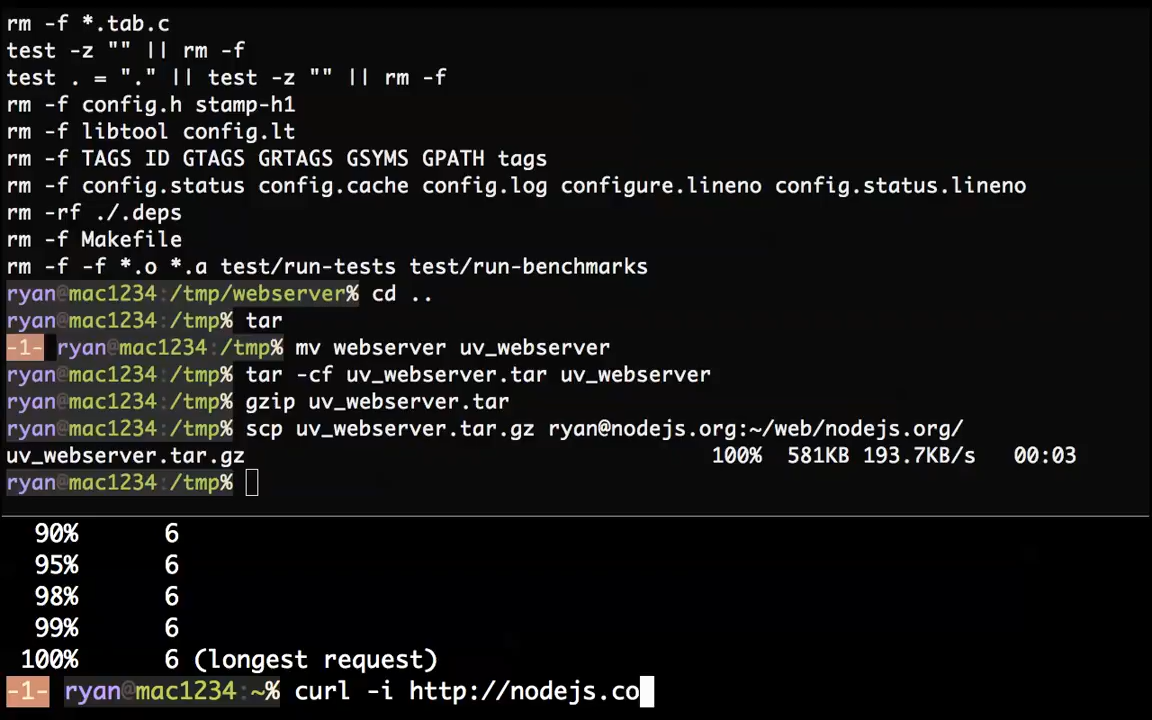 rm -f *.tab.c
test -z "" || rm -f
test . = "." || test -z "" || rm -f
rm -f config.h stamp-h1
rm -f libtool config.lt
rm -f TAGS ID GTAGS GRTAGS GSYMS GPATH tags
rm -f config.status config.cache config.log configure.lineno config.status.lineno
rm -rf ./.deps
rm -f Makefile
rm -f -f *.o *.a test/run-tests test/run-benchmarks
ryan@mac1234:/tmp/webserver% cd ..
ryan@mac1234:/tmp% tar
-1- ryan@mac1234:/tmp% mv webserver uv_webserver
ryan@mac1234:/tmp% tar -cf uv_webserver.tar uv_webserver
ryan@mac1234:/tmp% gzip uv_webserver.tar
ryan@mac1234:/tmp% scp uv_webserver.tar.gz ryan@nodejs.org:~/web/nodejs.org/
uv_webserver.tar.gz 100% 581KB 193.7KB/s 00:03
ryan@mac1234:/tmp%
90% 6
95% 6
98% 6
99% 6
100% 6 (longest request)
-1- ryan@mac1234:~% curl -i http://nodejs.co